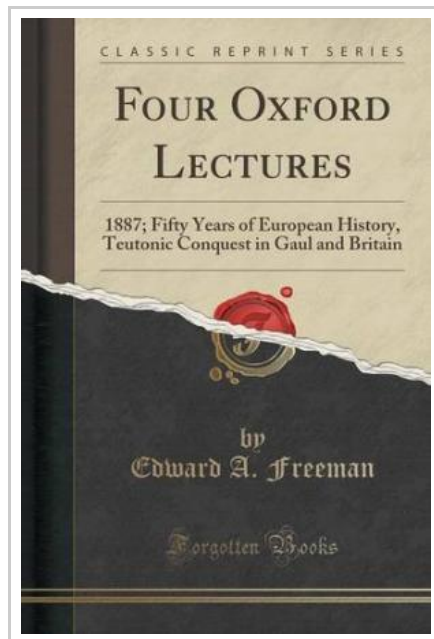 CLASSIC REPRINT SERIES
FOUR OXFORD
LECTURES
1887; Fifty Years of European History,
Teutonic Conquest in Gaul and Britain
by
Edward A. Freeman
Forgotten Books